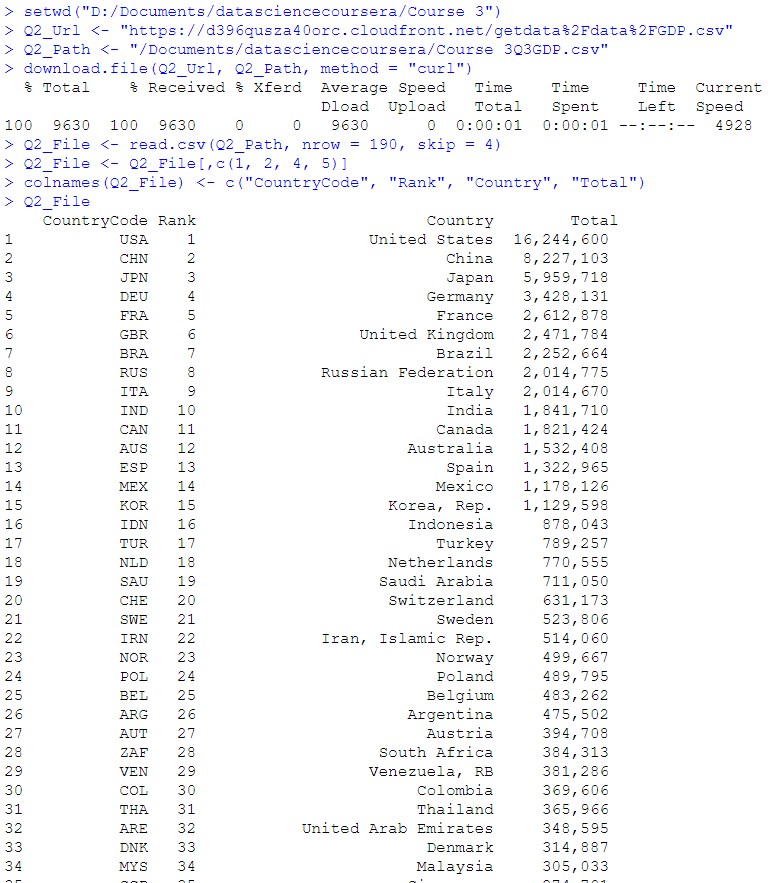 > setwd("D:/Documents/datasciencecoursera/Course 3")
> Q2_Url <- "https://d396qusza40orc.cloudfront.net/getdata%2Fdata%2FGDP.csv"
> Q2_Path <- "/Documents/datasciencecoursera/Course 3Q3GDP.csv"
> download.file(Q2_Url, Q2_Path, method = "curl")
% Total % Received % Xferd Average Speed Time Time Time Current
Dload Upload Total Spent Left Speed
100 9630 100 9630 0 0 9630 0 0:00:01 0:00:01 --:--:-- 4928
> Q2_File <- read.csv(Q2_Path, nrow = 190, skip = 4)
> Q2_File <- Q2_File[,c(1, 2, 4, 5)]
> colnames(Q2_File) <- c("CountryCode", "Rank", "Country", "Total")
> Q2_File
CountryCode Rank Country Total
1 USA 1 United States 16,244,600
2 CHN 2 China 8,227,103
3 JPN 3 Japan 5,959,718
4 DEU 4 Germany 3,428,131
5 FRA 5 France 2,612,878
6 GBR 6 United Kingdom 2,471,784
7 BRA 7 Brazil 2,252,664
8 RUS 8 Russian Federation 2,014,775
9 ITA 9 Italy 2,014,670
10 IND 10 India 1,841,710
11 CAN 11 Canada 1,821,424
12 AUS 12 Australia 1,532,408
13 ESP 13 Spain 1,322,965
14 MEX 14 Mexico 1,178,126
15 KOR 15 Korea, Rep. 1,129,598
16 IDN 16 Indonesia 878,043
17 TUR 17 Turkey 789,257
18 NLD 18 Netherlands 770,555
19 SAU 19 Saudi Arabia 711,050
20 CHE 20 Switzerland 631,173
21 SWE 21 Sweden 523,806
22 IRN 22 Iran, Islamic Rep. 514,060
23 NOR 23 Norway 499,667
24 POL 24 Poland 489,795
25 BEL 25 Belgium 483,262
26 ARG 26 Argentina 475,502
27 AUT 27 Austria 394,708
28 ZAF 28 South Africa 384,313
29 VEN 29 Venezuela, RB 381,286
30 COL 30 Colombia 369,606
31 THA 31 Thailand 365,966
32 ARE 32 United Arab Emirates 348,595
33 DNK 33 Denmark 314,887
34 MYS 34 Malaysia 305,033